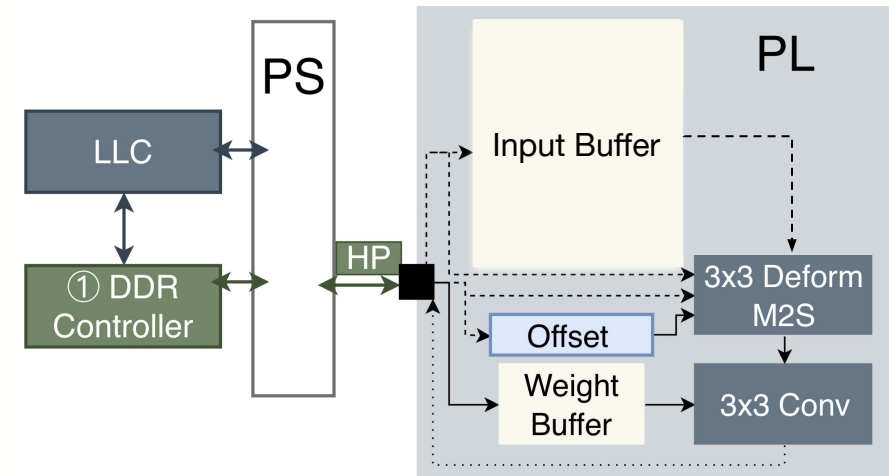 PS
PL
LLC
Input Buffer
HP
① DDR
Controller
3x3 Deform
M2S
Offset
Weight
Buffer
3x3 Conv